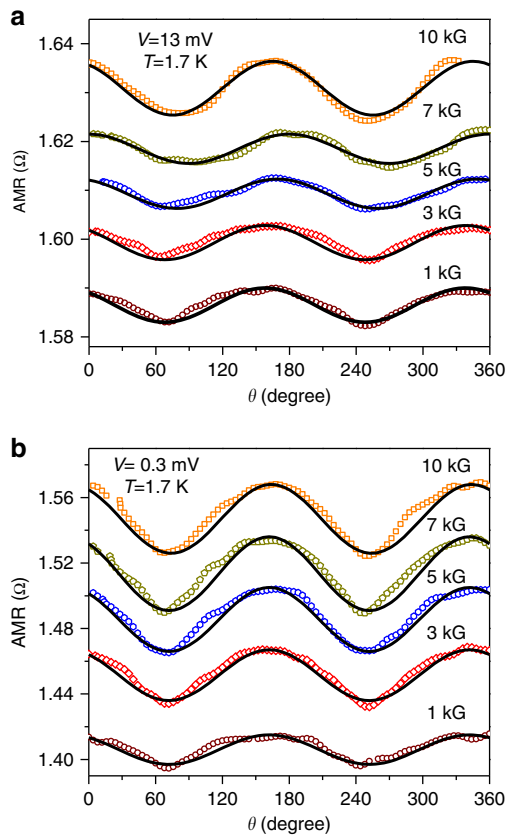 a
V=13 mV
T=1.7 K
10 kG
7 kG
5 kG
3 kG
1 kG
1.64
1.62
1.60
1.58
AMR (Ω)
0 60 120 180 240 300 360
θ (degree)
b
V= 0.3 mV
T=1.7 K
10 kG
7 kG
5 kG
3 kG
1 kG
1.56
1.52
1.48
1.44
1.40
AMR (Ω)
0 60 120 180 240 300 360
θ (degree)